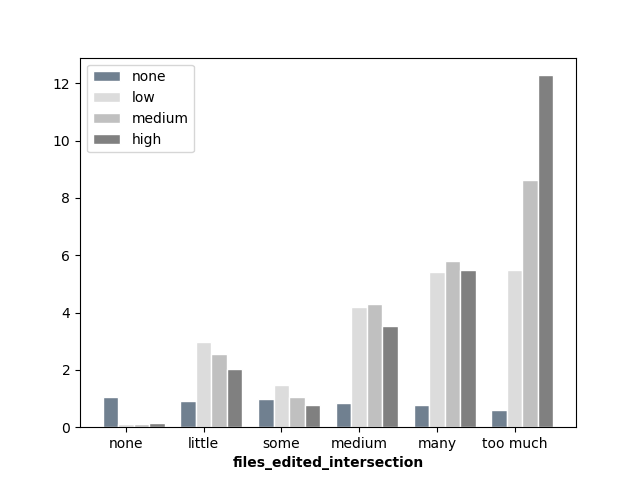 12
10
8
6
4
2
0
none
low
medium
high
none little some medium many too much
files_edited_intersection